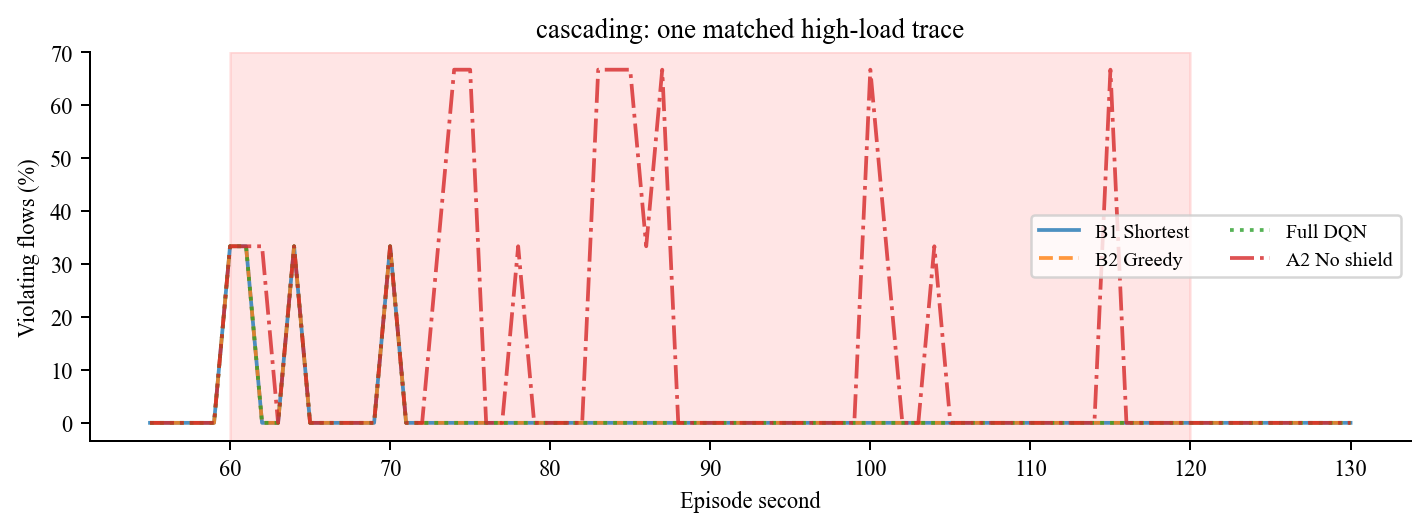 cascading: one matched high-load trace
Violating flows (%)
70
60
50
40
30
20
10
0
B1 Shortest
B2 Greedy
Full DQN
A2 No shield
60 70 80 90 100 110 120 130
Episode second